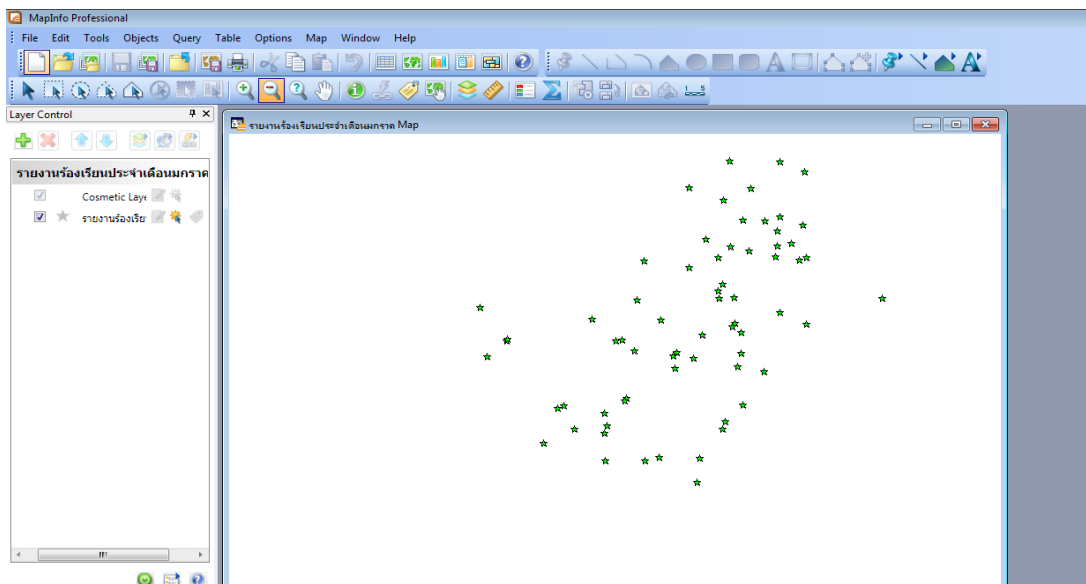 MapInfo Professional
File Edit Tools Objects Query Table Options Map Window Help
Layer Control
รายงานร้องเรียนประจำเดือนมกราคม Map
รายงานร้องเรียนประจำเดือนมกราค
Cosmetic Laye
รายงานร้องเรีย